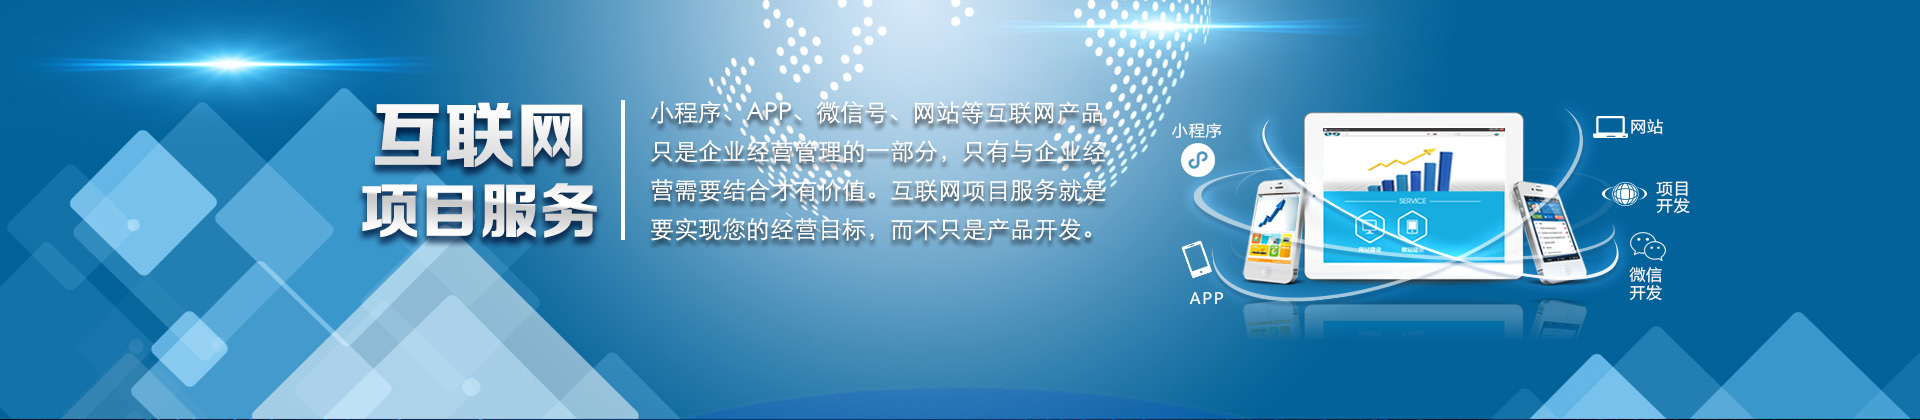 互联网
项目服务
小程序、APP、微信号、网站等互联网产品
只是企业经营管理的一部分，只有与企业经
营需要结合才有价值。互联网项目服务就是
要实现您的经营目标，而不只是产品开发。
小程序
APP
SERVICE
网站
项目
开发
微信
开发